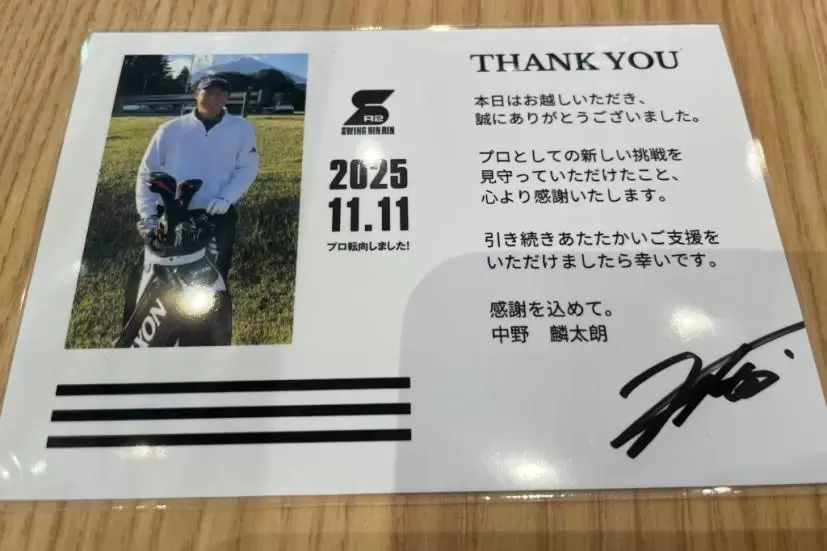 R2
SWING RIN RIN
2025
11.11
プロ転向しました!
THANK YOU
本日はお越しいただき、
誠にありがとうございました。
プロとしての新しい挑戦を
見守っていただけたこと、
心より感謝いたします。
引き続きあたたかいご支援を
いただけましたら幸いです。
感謝を込めて。
中野 麟太朗